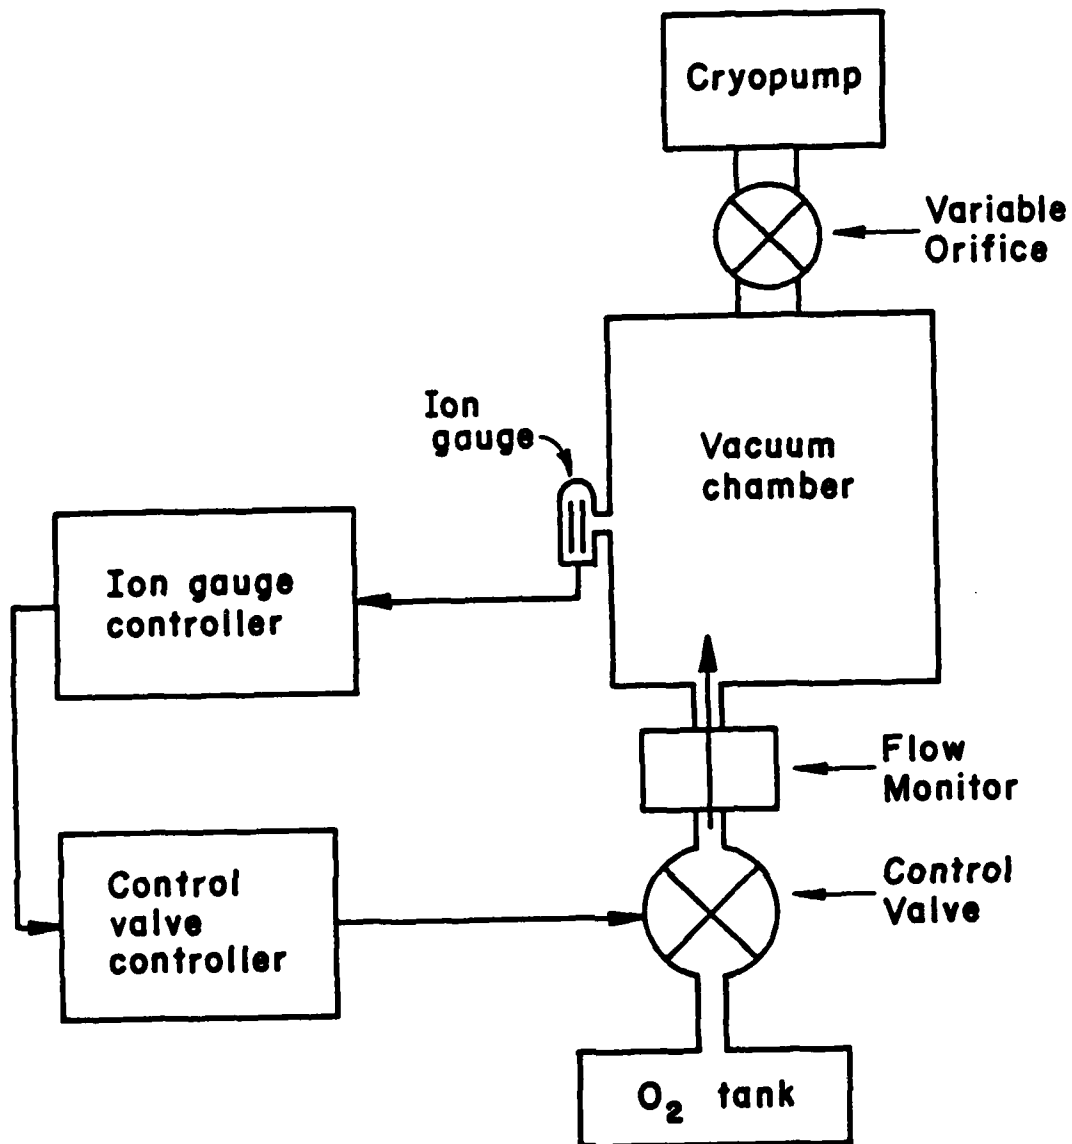 Cryopump
Variable
Orifice
Ion
gauge
Vacuum
chamber
Ion gauge
controller
Flow
Monitor
Control
valve
controller
Control
Valve
O₂ tank